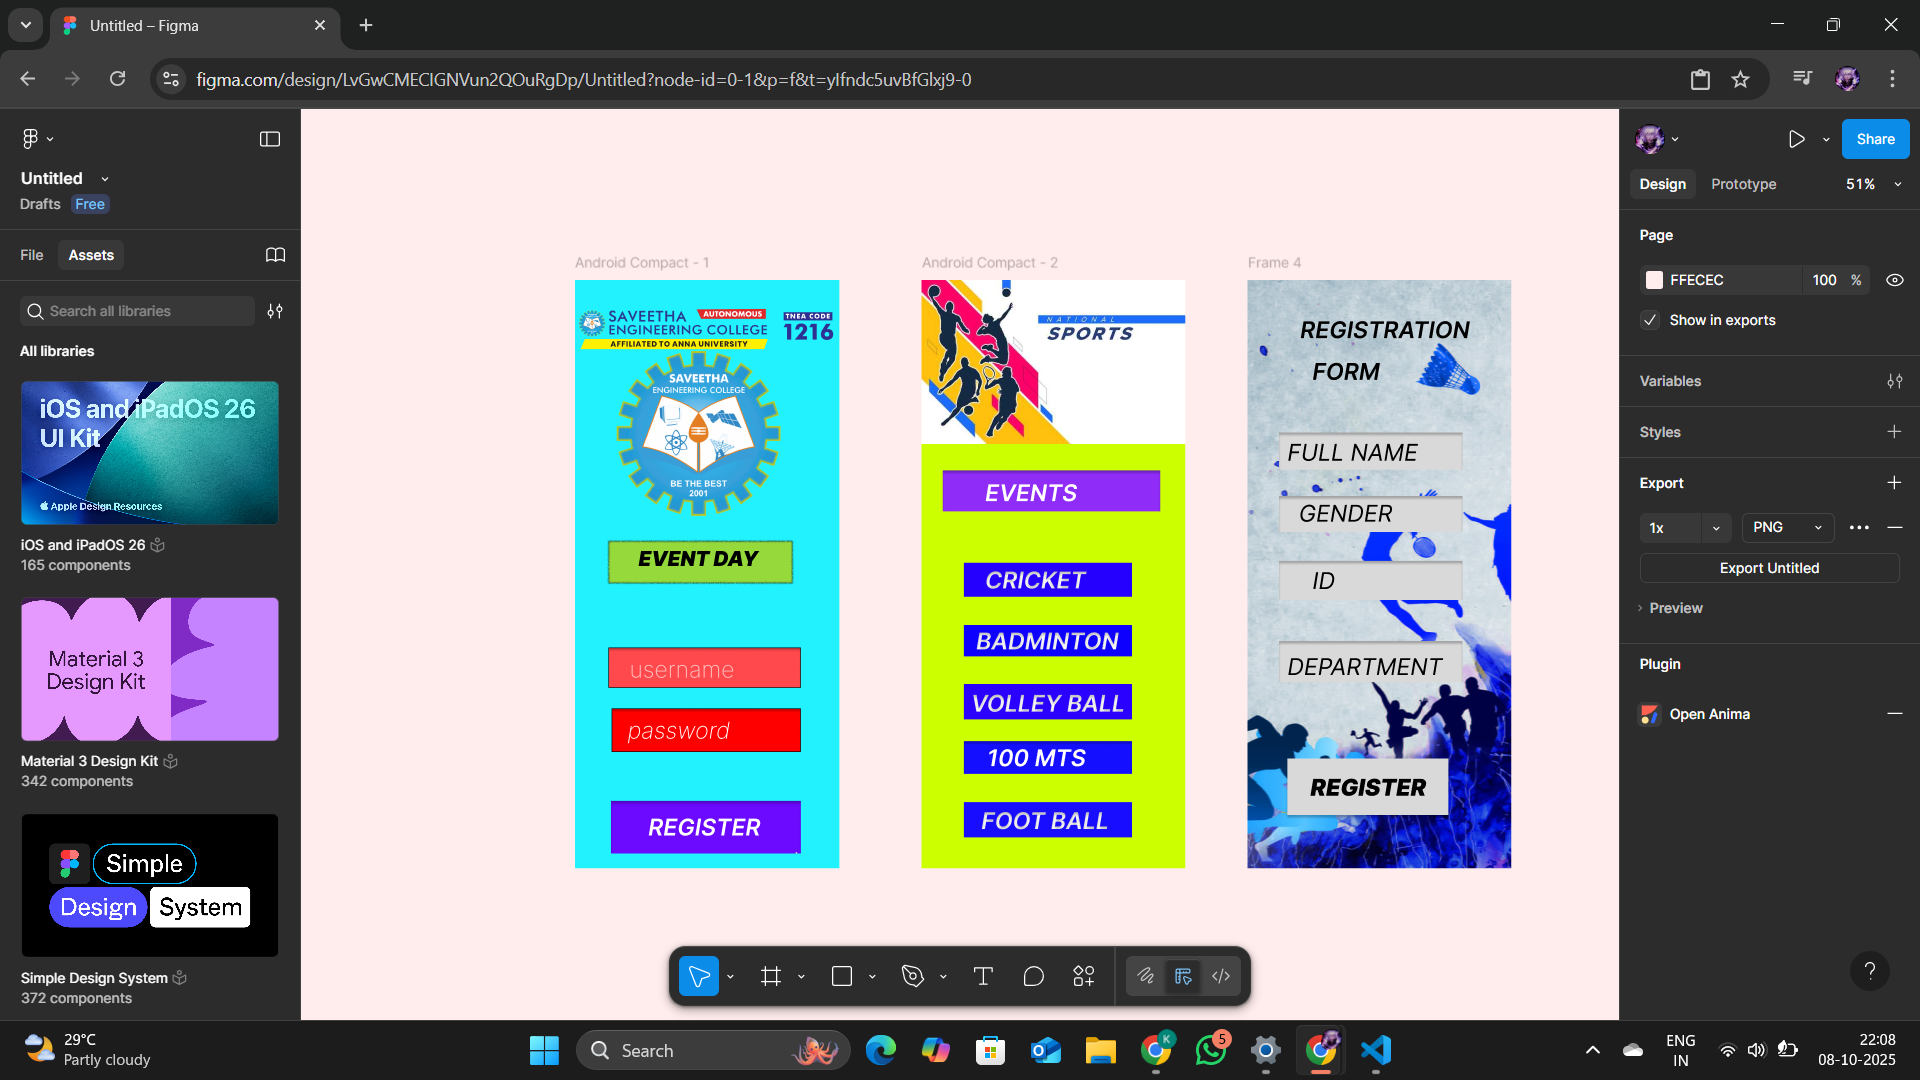 Untitled – Figma
figma.com/design/LvGwCMECIGNVun2QOuRgDp/Untitled?node-id=0-1&p=f&t=yIfndc5uvBfGlxj9-0
Untitled
Drafts Free
File Assets
Search all libraries
All libraries
iOS and iPadOS 26
UI Kit
Apple Design Resources
iOS and iPadOS 26
165 components
Material 3
Design Kit
Material 3 Design Kit
342 components
Simple
Design System
Simple Design System
372 components
Android Compact - 1
SAVEETHA AUTONOMOUS
ENGINEERING COLLEGE
AFFILIATED TO ANNA UNIVERSITY
TNEA CODE
1216
SAVEETHA
ENGINEERING COLLEGE
BE THE BEST
2001
EVENT DAY
username
password
REGISTER
Android Compact - 2
NATIONAL
SPORTS
EVENTS
CRICKET
BADMINTON
VOLLEY BALL
100 MTS
FOOT BALL
Frame 4
REGISTRATION
FORM
FULL NAME
GENDER
ID
DEPARTMENT
REGISTER
Share
Design Prototype 51%
Page
FFECEC 100 %
Show in exports
Variables
Styles
Export
1x PNG
Export Untitled
Preview
Plugin
Open Anima
?
29°C
Partly cloudy
Search
K
5
ENG
IN
22:08
08-10-2025